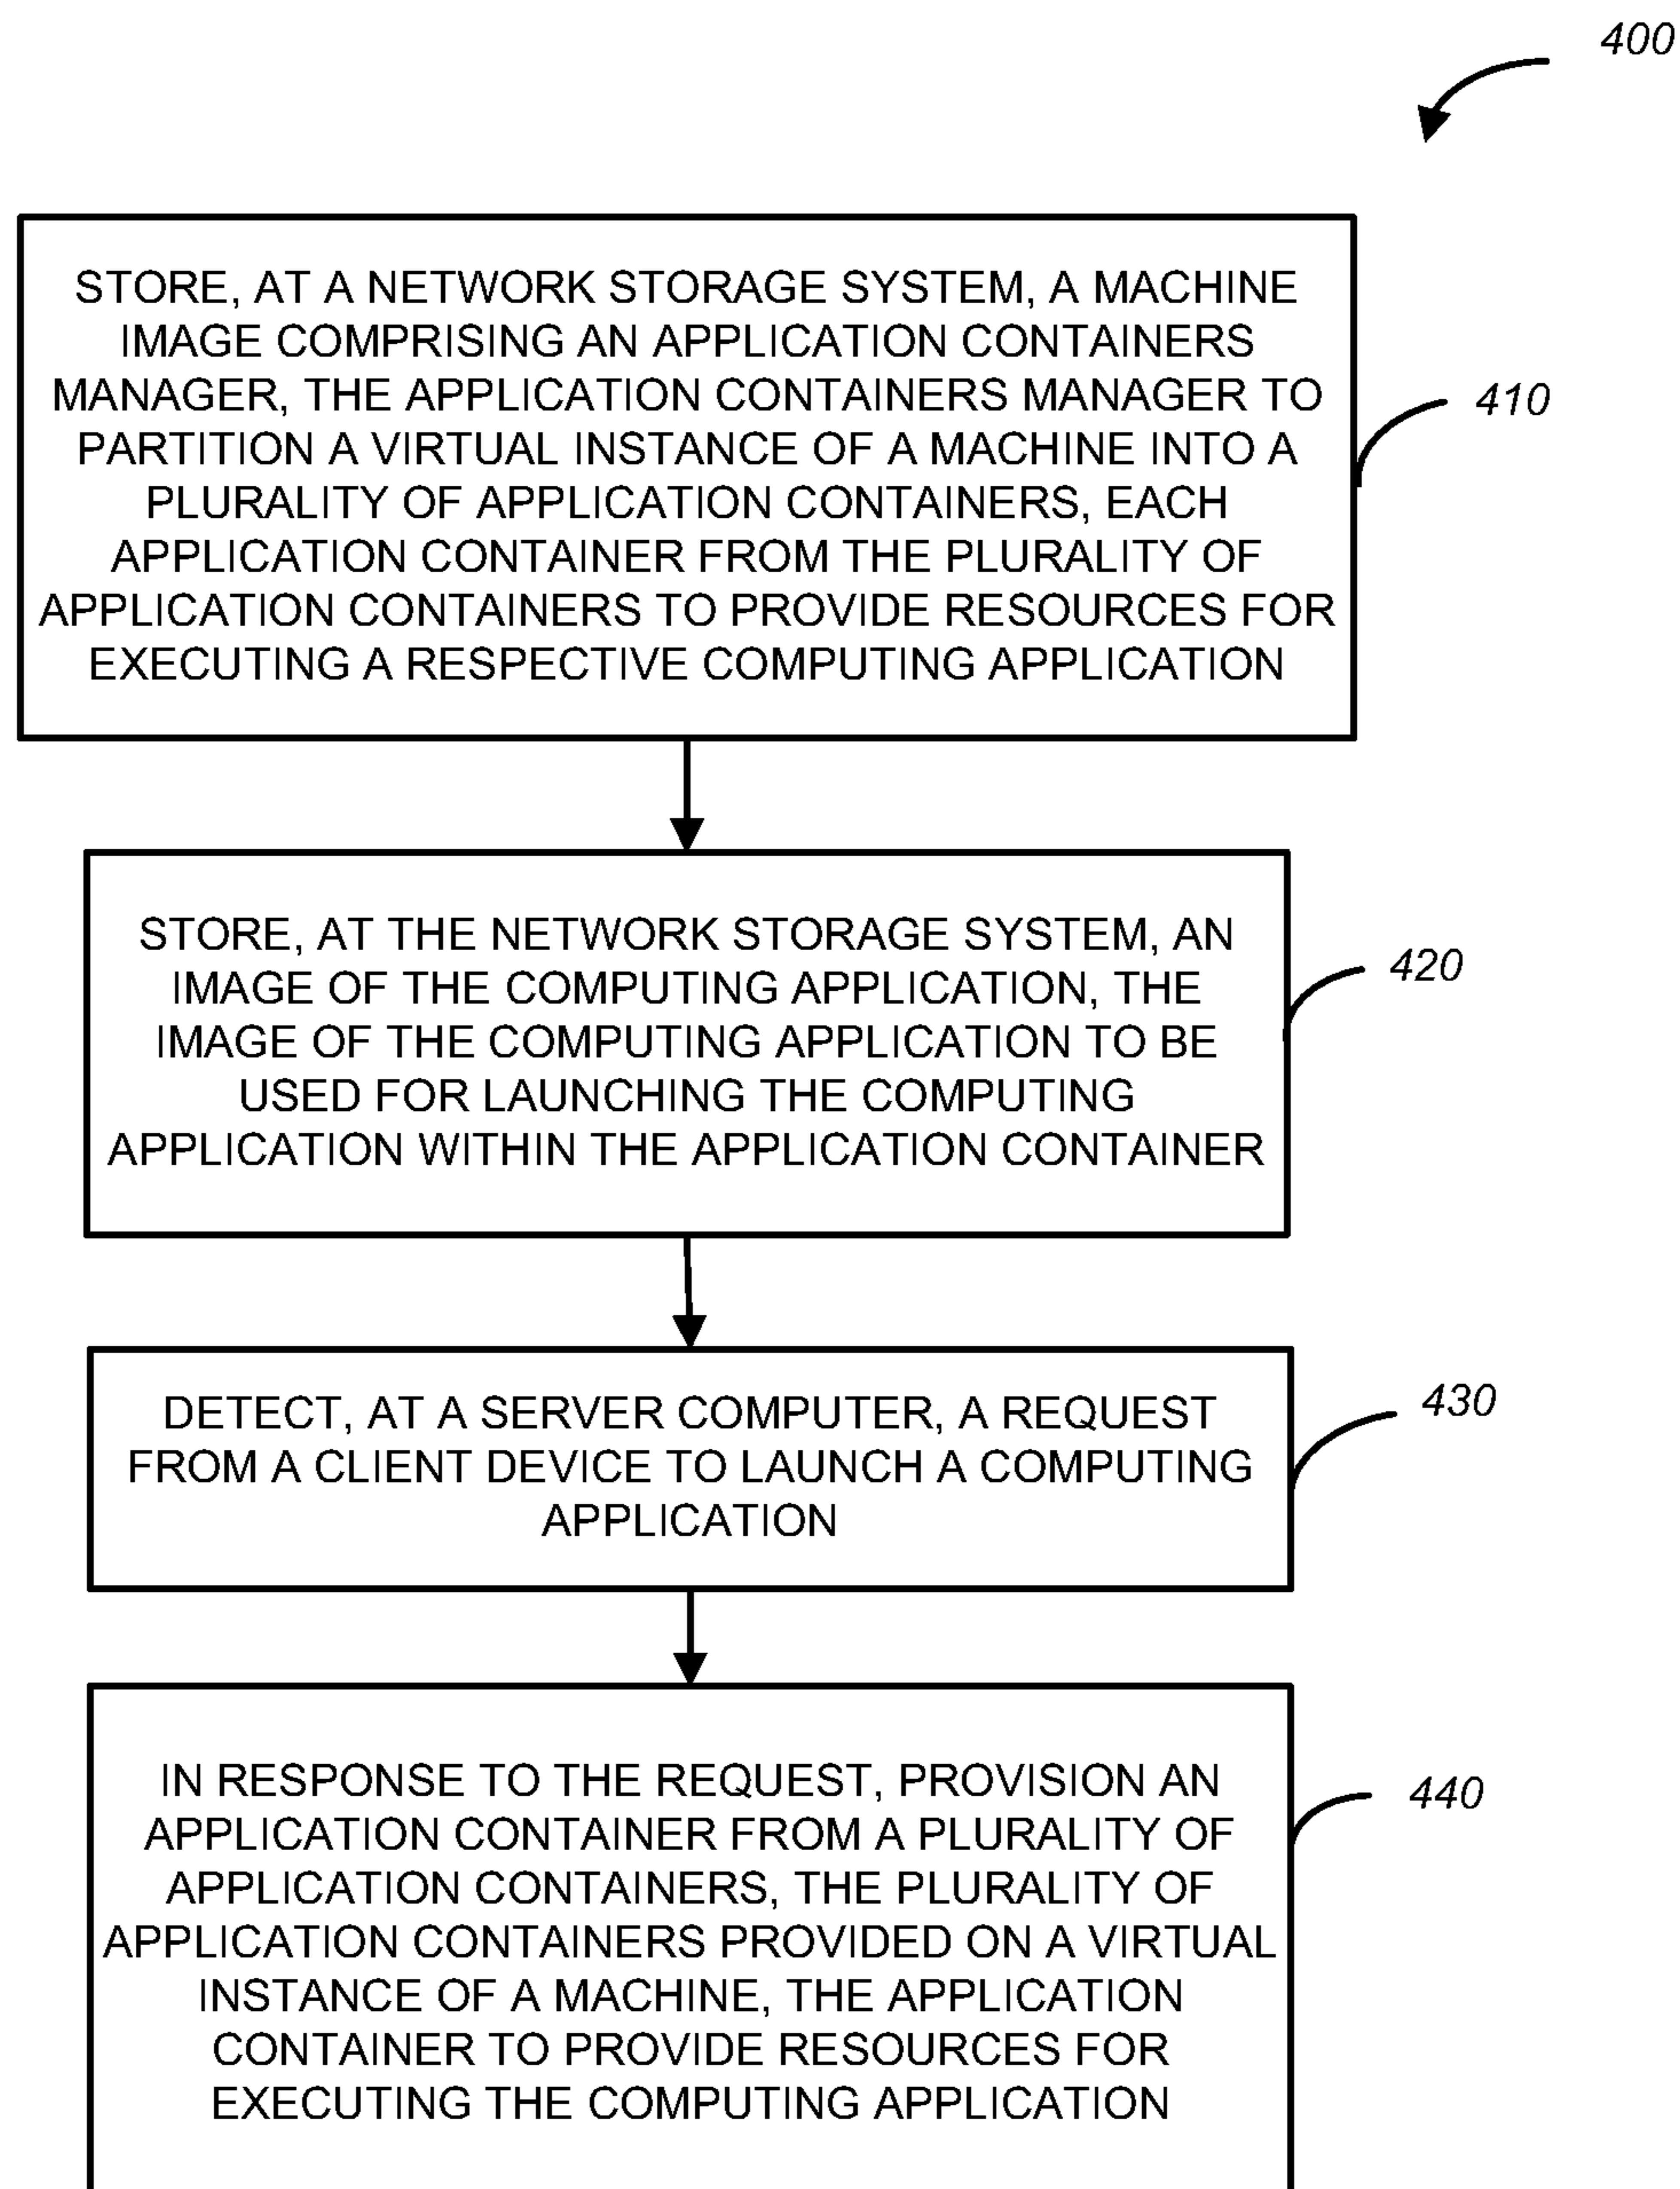 400
STORE, AT A NETWORK STORAGE SYSTEM, A MACHINE
IMAGE COMPRISING AN APPLICATION CONTAINERS
MANAGER, THE APPLICATION CONTAINERS MANAGER TO
PARTITION A VIRTUAL INSTANCE OF A MACHINE INTO A
PLURALITY OF APPLICATION CONTAINERS, EACH
APPLICATION CONTAINER FROM THE PLURALITY OF
APPLICATION CONTAINERS TO PROVIDE RESOURCES FOR
EXECUTING A RESPECTIVE COMPUTING APPLICATION
410
STORE, AT THE NETWORK STORAGE SYSTEM, AN
IMAGE OF THE COMPUTING APPLICATION, THE
IMAGE OF THE COMPUTING APPLICATION TO BE
USED FOR LAUNCHING THE COMPUTING
APPLICATION WITHIN THE APPLICATION CONTAINER
420
DETECT, AT A SERVER COMPUTER, A REQUEST
FROM A CLIENT DEVICE TO LAUNCH A COMPUTING
APPLICATION
430
IN RESPONSE TO THE REQUEST, PROVISION AN
APPLICATION CONTAINER FROM A PLURALITY OF
APPLICATION CONTAINERS, THE PLURALITY OF
APPLICATION CONTAINERS PROVIDED ON A VIRTUAL
INSTANCE OF A MACHINE, THE APPLICATION
CONTAINER TO PROVIDE RESOURCES FOR
EXECUTING THE COMPUTING APPLICATION
440